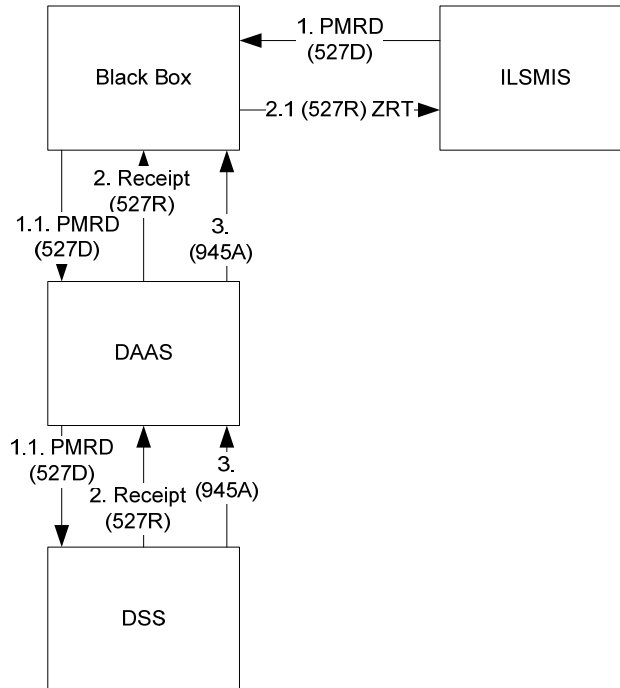 1. PMRD
(527D)
Black Box
ILSMIS
2.1 (527R) ZRT
2. Receipt
(527R)
1.1. PMRD
(527D)
3.
(945A)
DAAS
1.1. PMRD
(527D)
2. Receipt
(527R)
3.
(945A)
DSS